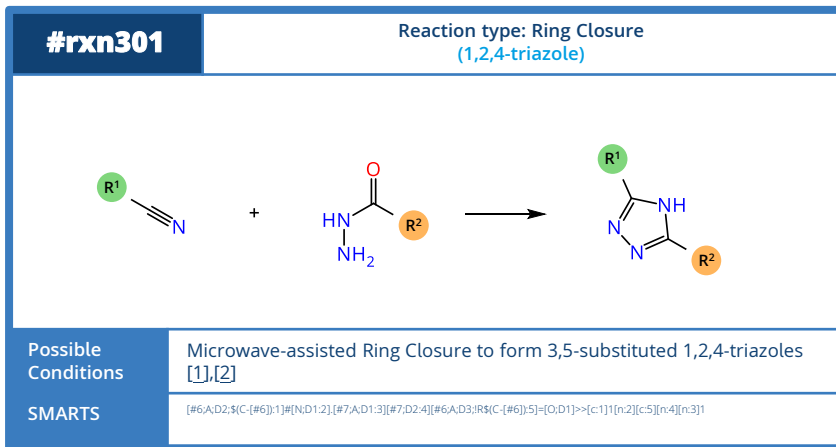 #rxn301
Reaction type: Ring Closure
(1,2,4-triazole)
R¹
N
+
O
HN
NH₂
R²
R¹
NH
N
N
R²
Possible
Conditions
Microwave-assisted Ring Closure to form 3,5-substituted 1,2,4-triazoles
[1],[2]
SMARTS
[#6;A;D2;$(C-[#6]):1]#[N;D1:2].[#7;A;D1:3][#7;D2:4][#6;A;D3;!R$(C-[#6]):5]=[O;D1]>>[c:1]1[n:2][c:5][n:4][n:3]1